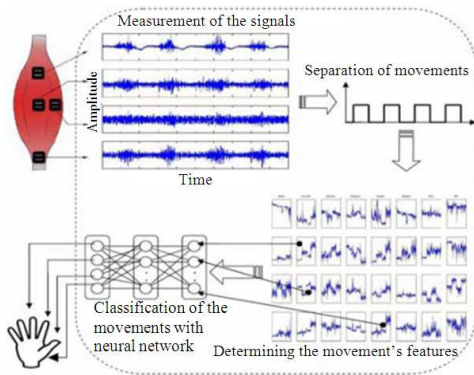 Measurement of the signals
Amplitude
Time
Separation of movements
Determining the movement's features
Classification of the
movements with
neural network